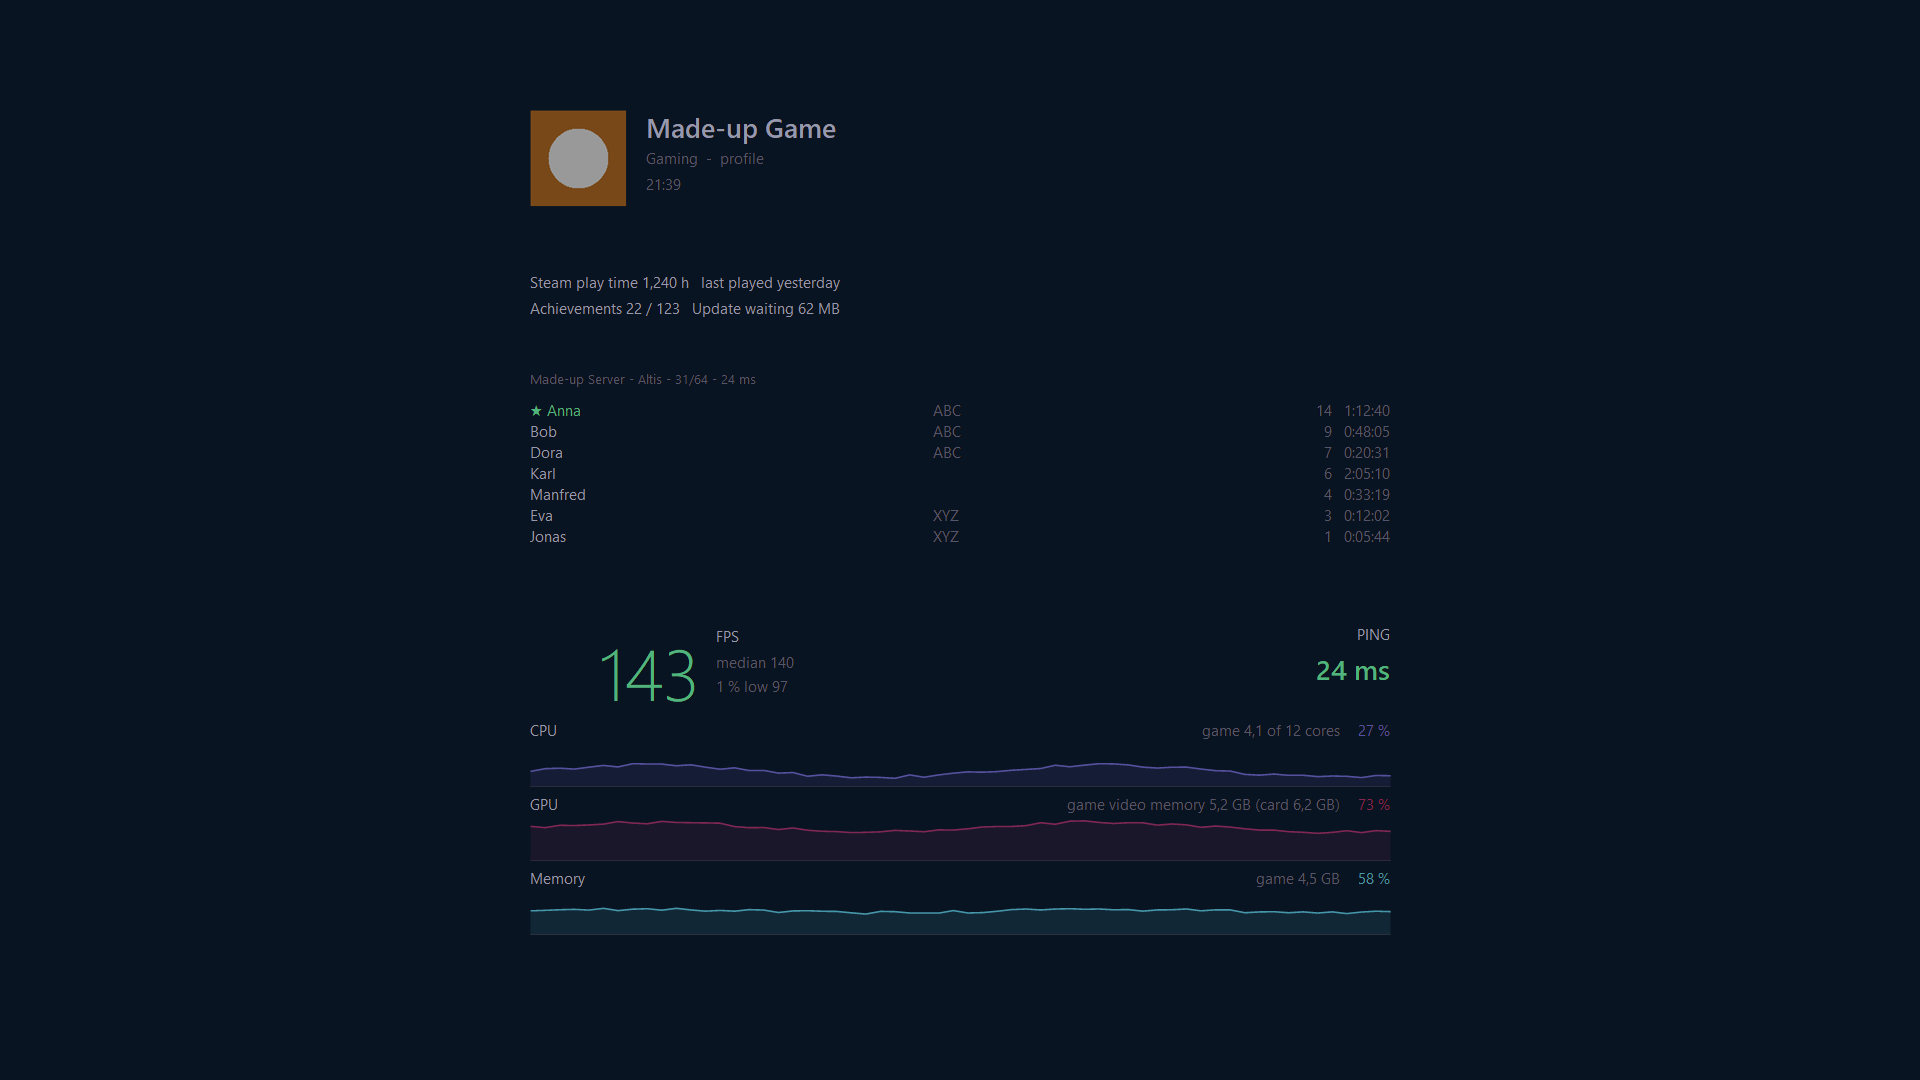 Made-up Game
Gaming - profile
21:39
Steam play time 1,240 h last played yesterday
Achievements 22 / 123 Update waiting 62 MB
Made-up Server - Altis - 31/64 - 24 ms
★ Anna ABC 14 1:12:40
Bob ABC 9 0:48:05
Dora ABC 7 0:20:31
Karl 6 2:05:10
Manfred 4 0:33:19
Eva XYZ 3 0:12:02
Jonas XYZ 1 0:05:44
143
FPS
median 140
1 % low 97
PING
24 ms
CPU game 4,1 of 12 cores 27 %
GPU game video memory 5,2 GB (card 6,2 GB) 73 %
Memory game 4,5 GB 58 %